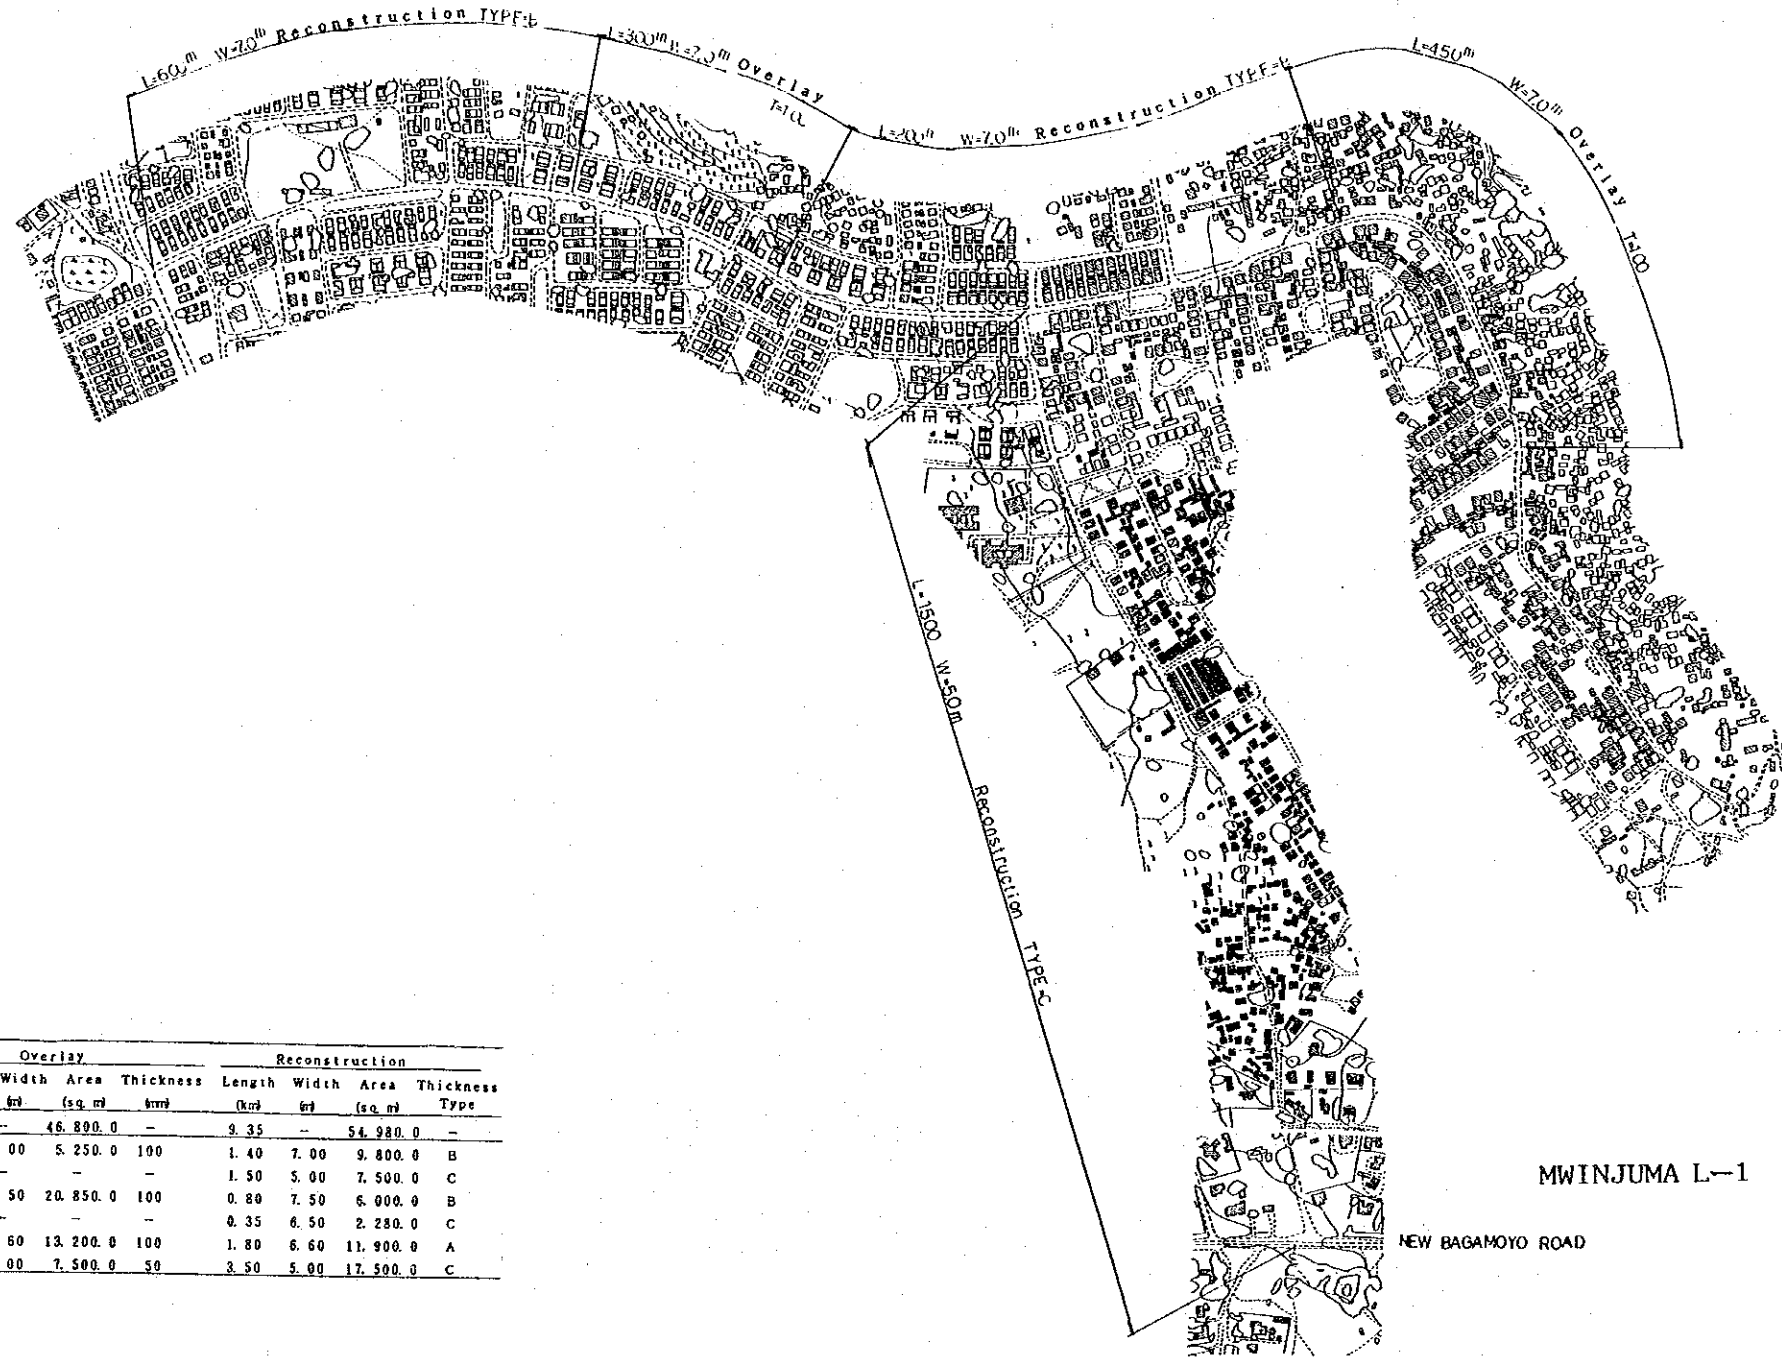 L=600m W=7.0m Reconstruction TYPE-B
L=300m W=7.0m Overlay
T=100
L=800m W=7.0m Reconstruction TYPE-B
L=450m W=7.0m Overlay T=100
L=1500 W=5.0m Reconstruction TYPE-C
Overlay Reconstruction
Width Area Thickness Length Width Area Thickness
(m) (sq. m) (mm) (km) (m) (sq. m) Type
- 46,800.0 - 9.35 - 54,980.0 -
00 5,250.0 100 1.40 7.00 9,800.0 B
- - - 1.50 5.00 7,500.0 C
50 20,850.0 100 0.80 7.50 6,000.0 B
- - - 0.35 6.50 2,280.0 C
60 13,200.0 100 1.80 6.60 11,900.0 A
00 7,500.0 50 3.50 5.00 17,500.0 C
MWINJUMA L-1
NEW BAGAMOYO ROAD